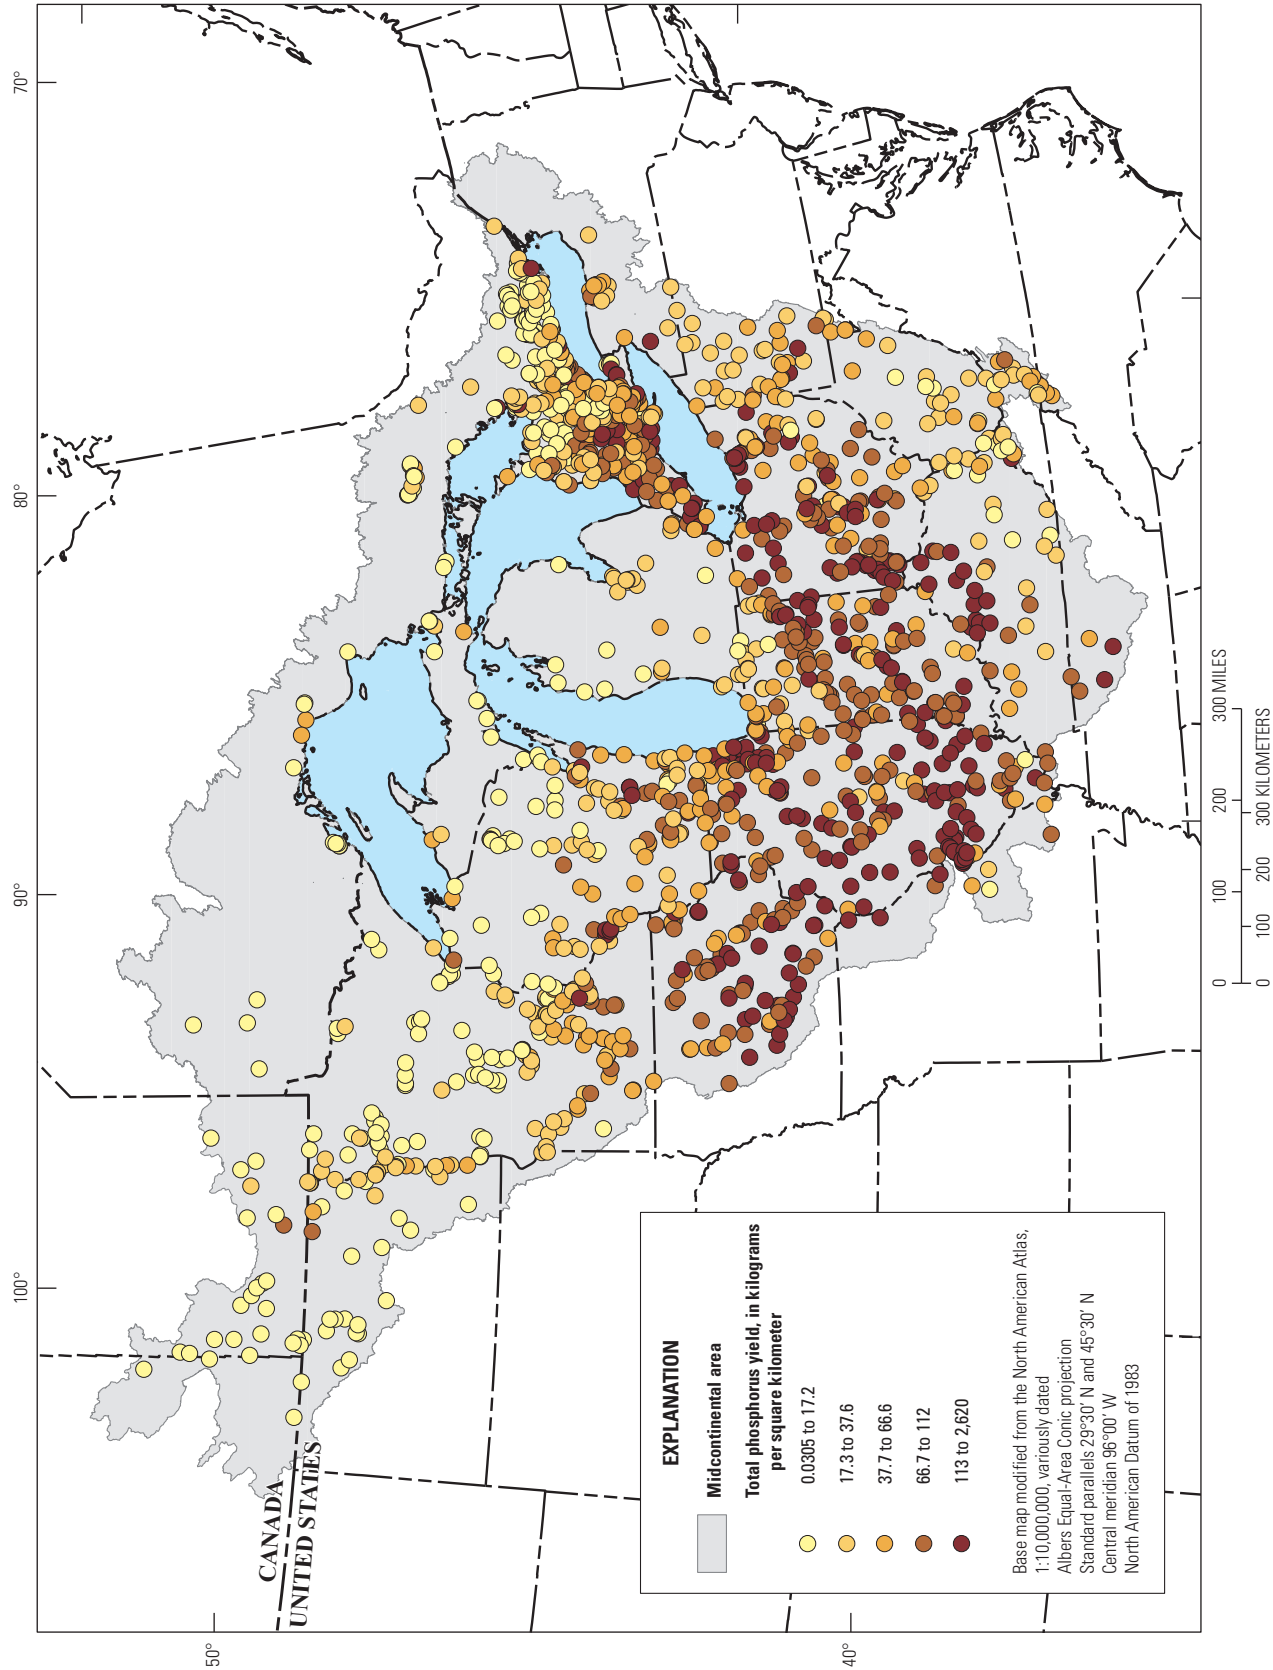 70°
80°
90°
100°
50°
40°
CANADA
UNITED STATES
EXPLANATION
Midcontinental area
Total phosphorus yield, in kilograms
per square kilometer
0.0305 to 17.2
17.3 to 37.6
37.7 to 66.6
66.7 to 112
113 to 2,620
Base map modified from the North American Atlas,
1:10,000,000, variously dated
Albers Equal-Area Conic projection
Standard parallels 29°30' N and 45°30' N
Central meridian 96°00' W
North American Datum of 1983
0 100 200 300 MILES
0 100 200 300 KILOMETERS